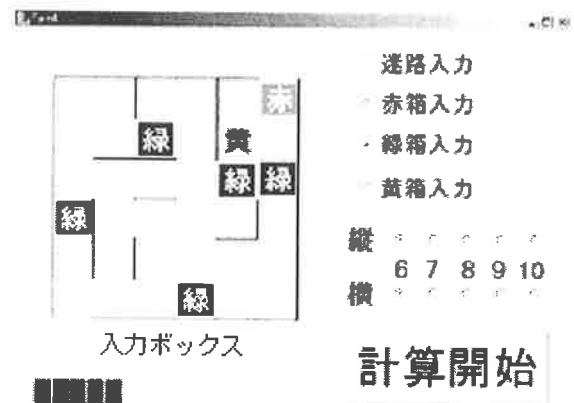 迷路入力
赤
赤箱入力
緑
黄
緑箱入力
緑 緑
黄箱入力
緑
縦
6 7 8 9 10
横
緑
入力ボックス
計算開始